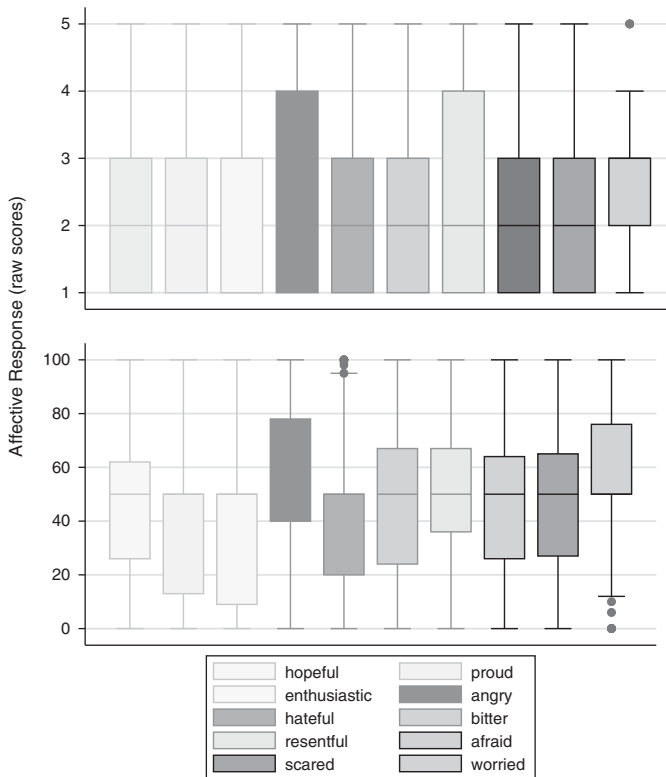 Affective Response (raw scores)
5
4
3
2
1
100
80
60
40
20
0
hopeful proud
enthusiastic angry
hateful bitter
resentful afraid
scared worried